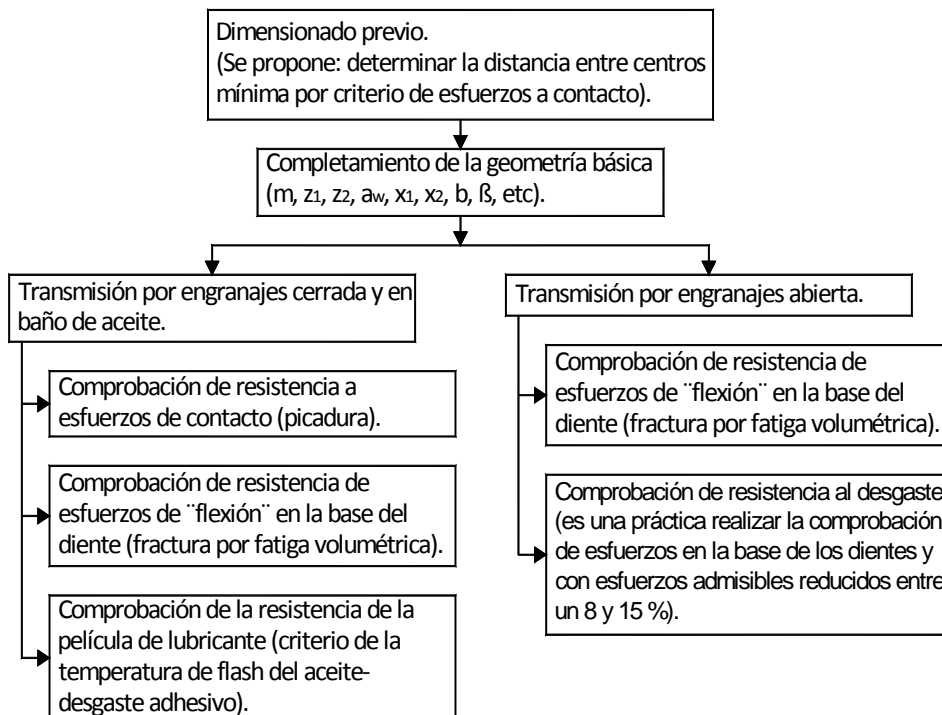 Dimensionado previo.
(Se propone: determinar la distancia entre centros
mínima por criterio de esfuerzos a contacto).
Completamiento de la geometría básica
(m, z1, z2, aw, x1, x2, b, ß, etc).
Transmisión por engranajes cerrada y en
baño de aceite.
Comprobación de resistencia a
esfuerzos de contacto (picadura).
Comprobación de resistencia de
esfuerzos de ¨flexión¨ en la base del
diente (fractura por fatiga volumétrica).
Comprobación de la resistencia de la
película de lubricante (criterio de la
temperatura de flash del aceite-
desgaste adhesivo).
Transmisión por engranajes abierta.
Comprobación de resistencia de
esfuerzos de ¨flexión¨ en la base del
diente (fractura por fatiga volumétrica).
Comprobación de resistencia al desgaste
(es una práctica realizar la comprobación
de esfuerzos en la base de los dientes y
con esfuerzos admisibles reducidos entre
un 8 y 15 %).